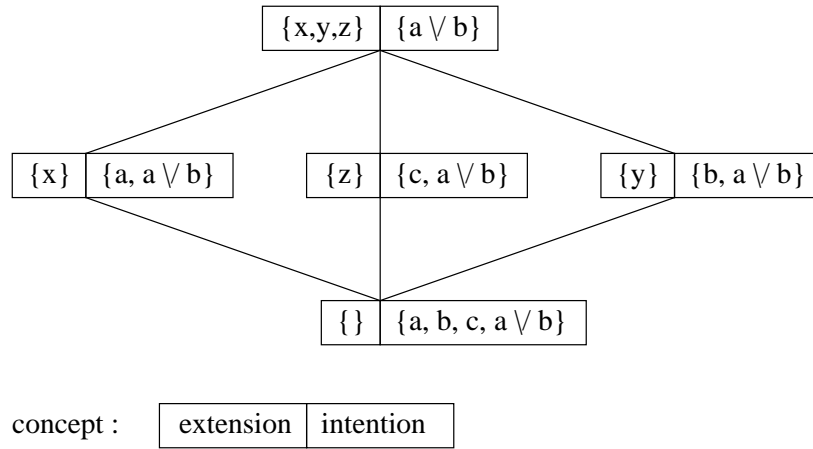 {x,y,z} {a \/ b}
{x} {a, a \/ b} {z} {c, a \/ b} {y} {b, a \/ b}
{} {a, b, c, a \/ b}
concept : extension intention